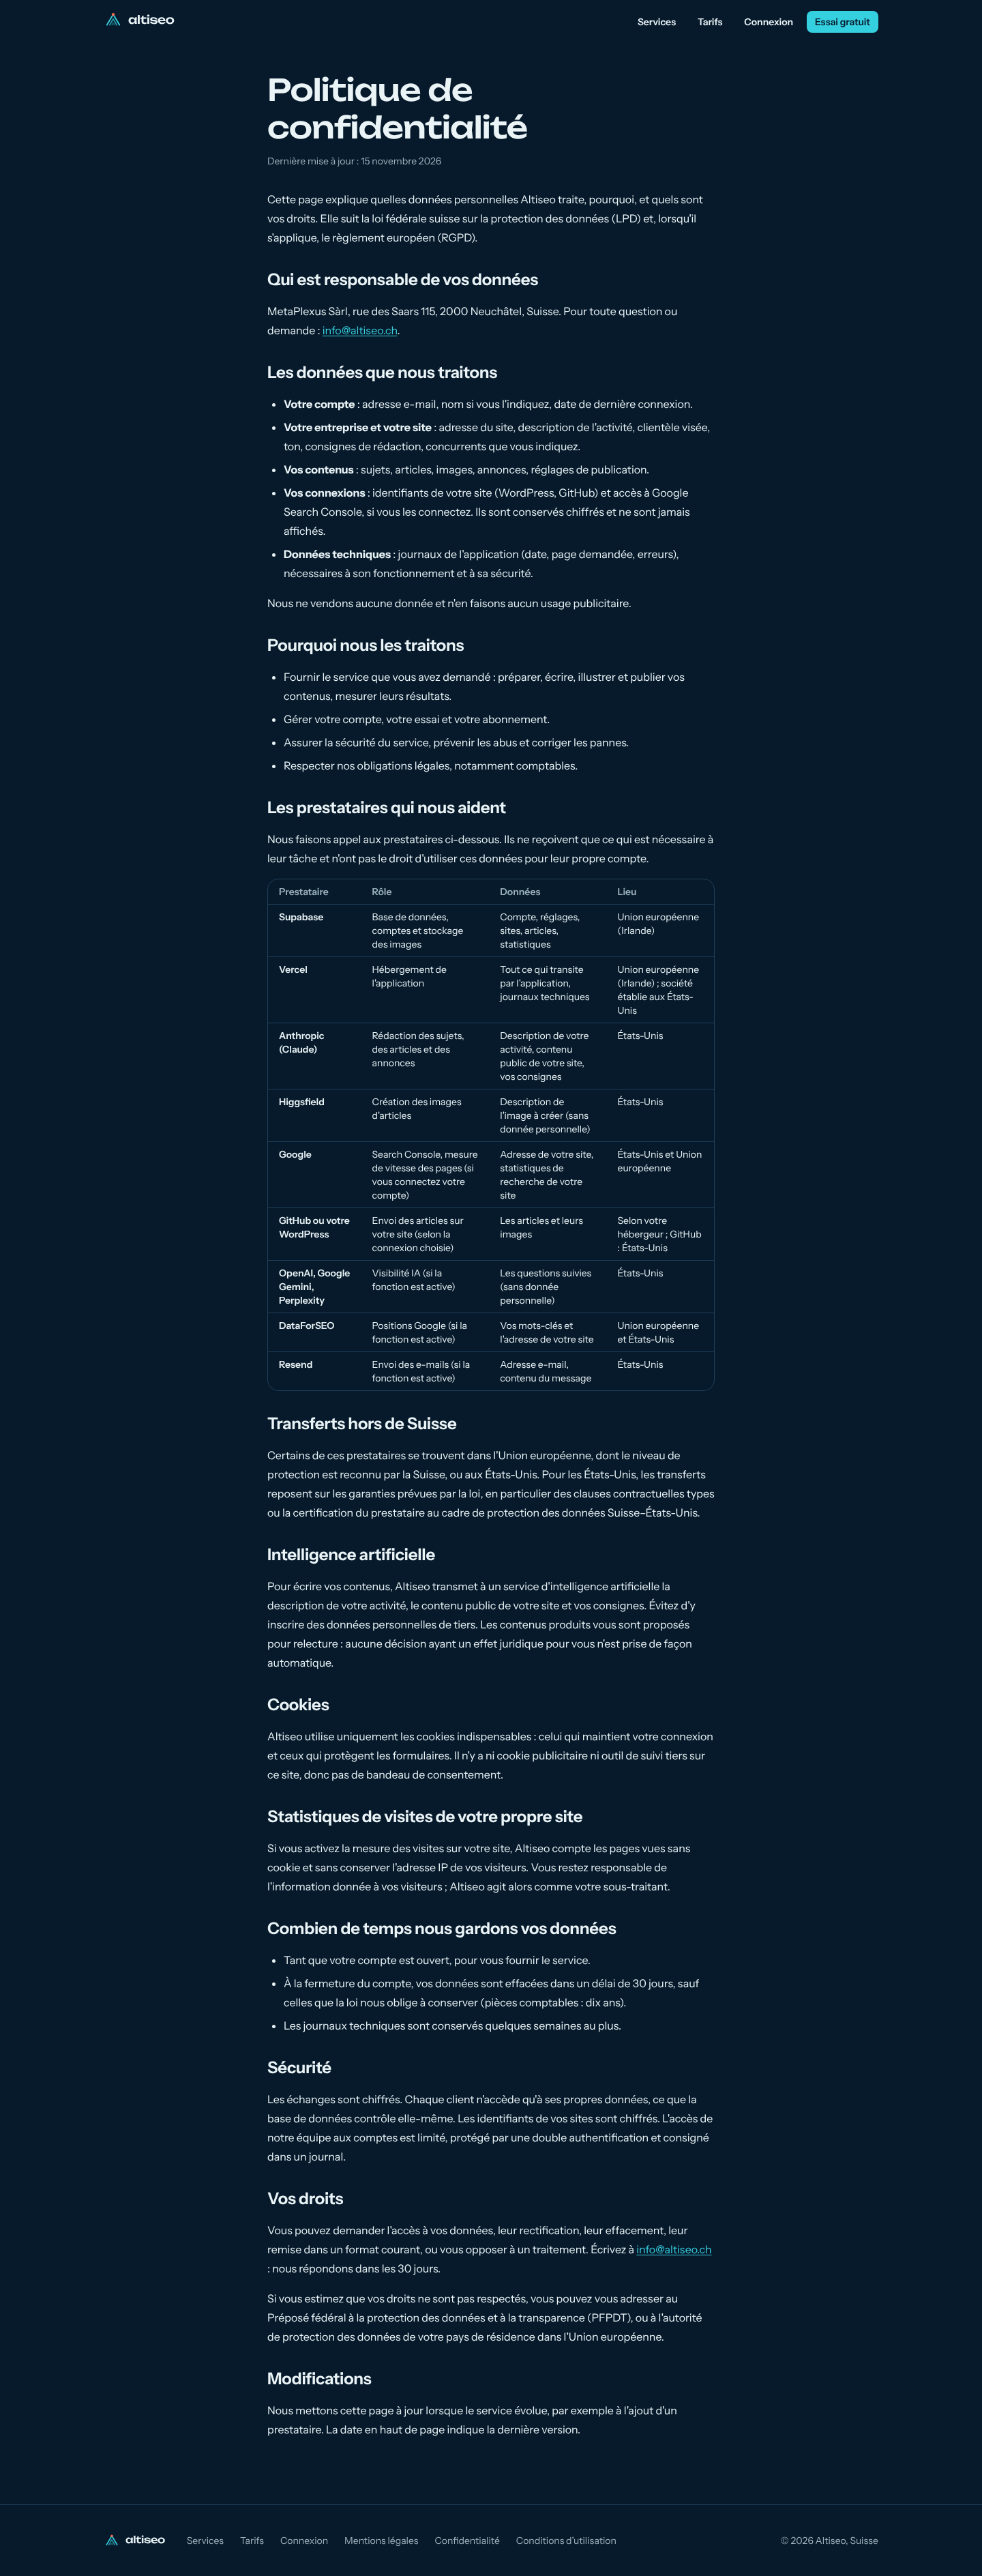 altiseo
Services Tarifs Connexion Essai gratuit
Politique de
confidentialité
Dernière mise à jour : 15 novembre 2026
Cette page explique quelles données personnelles Altiseo traite, pourquoi, et quels sont
vos droits. Elle suit la loi fédérale suisse sur la protection des données (LPD) et, lorsqu'il
s'applique, le règlement européen (RGPD).
Qui est responsable de vos données
MetaPlexus Sàrl, rue des Saars 115, 2000 Neuchâtel, Suisse. Pour toute question ou
demande : info@altiseo.ch.
Les données que nous traitons
• Votre compte : adresse e-mail, nom si vous l'indiquez, date de dernière connexion.
• Votre entreprise et votre site : adresse du site, description de l'activité, clientèle visée,
ton, consignes de rédaction, concurrents que vous indiquez.
• Vos contenus : sujets, articles, images, annonces, réglages de publication.
• Vos connexions : identifiants de votre site (WordPress, GitHub) et accès à Google
Search Console, si vous les connectez. Ils sont conservés chiffrés et ne sont jamais
affichés.
• Données techniques : journaux de l'application (date, page demandée, erreurs),
nécessaires à son fonctionnement et à sa sécurité.
Nous ne vendons aucune donnée et n'en faisons aucun usage publicitaire.
Pourquoi nous les traitons
• Fournir le service que vous avez demandé : préparer, écrire, illustrer et publier vos
contenus, mesurer leurs résultats.
• Gérer votre compte, votre essai et votre abonnement.
• Assurer la sécurité du service, prévenir les abus et corriger les pannes.
• Respecter nos obligations légales, notamment comptables.
Les prestataires qui nous aident
Nous faisons appel aux prestataires ci-dessous. Ils ne reçoivent que ce qui est nécessaire à
leur tâche et n'ont pas le droit d'utiliser ces données pour leur propre compte.
Prestataire Rôle Données Lieu
Supabase Base de données, Compte, réglages, Union européenne
comptes et stockage sites, articles, (Irlande)
des images statistiques
Vercel Hébergement de Tout ce qui transite Union européenne
l'application par l'application, (Irlande) ; société
journaux techniques établie aux États-
Unis
Anthropic Rédaction des sujets, Description de votre États-Unis
(Claude) des articles et des activité, contenu
annonces public de votre site,
vos consignes
Higgsfield Création des images Description de États-Unis
d'articles l'image à créer (sans
donnée personnelle)
Google Search Console, mesure Adresse de votre site, États-Unis et Union
de vitesse des pages (si statistiques de européenne
vous connectez votre recherche de votre
compte) site
GitHub ou votre Envoi des articles sur Les articles et leurs Selon votre
WordPress votre site (selon la images hébergeur ; GitHub
connexion choisie) : États-Unis
OpenAI, Google Visibilité IA (si la Les questions suivies États-Unis
Gemini, fonction est active) (sans donnée
Perplexity personnelle)
DataForSEO Positions Google (si la Vos mots-clés et Union européenne
fonction est active) l'adresse de votre site et États-Unis
Resend Envoi des e-mails (si la Adresse e-mail, États-Unis
fonction est active) contenu du message
Transferts hors de Suisse
Certains de ces prestataires se trouvent dans l'Union européenne, dont le niveau de
protection est reconnu par la Suisse, ou aux États-Unis. Pour les États-Unis, les transferts
reposent sur les garanties prévues par la loi, en particulier des clauses contractuelles types
ou la certification du prestataire au cadre de protection des données Suisse–États-Unis.
Intelligence artificielle
Pour écrire vos contenus, Altiseo transmet à un service d'intelligence artificielle la
description de votre activité, le contenu public de votre site et vos consignes. Évitez d'y
inscrire des données personnelles de tiers. Les contenus produits vous sont proposés
pour relecture : aucune décision ayant un effet juridique pour vous n'est prise de façon
automatique.
Cookies
Altiseo utilise uniquement les cookies indispensables : celui qui maintient votre connexion
et ceux qui protègent les formulaires. Il n'y a ni cookie publicitaire ni outil de suivi tiers sur
ce site, donc pas de bandeau de consentement.
Statistiques de visites de votre propre site
Si vous activez la mesure des visites sur votre site, Altiseo compte les pages vues sans
cookie et sans conserver l'adresse IP de vos visiteurs. Vous restez responsable de
l'information donnée à vos visiteurs ; Altiseo agit alors comme votre sous-traitant.
Combien de temps nous gardons vos données
• Tant que votre compte est ouvert, pour vous fournir le service.
• À la fermeture du compte, vos données sont effacées dans un délai de 30 jours, sauf
celles que la loi nous oblige à conserver (pièces comptables : dix ans).
• Les journaux techniques sont conservés quelques semaines au plus.
Sécurité
Les échanges sont chiffrés. Chaque client n'accède qu'à ses propres données, ce que la
base de données contrôle elle-même. Les identifiants de vos sites sont chiffrés. L'accès de
notre équipe aux comptes est limité, protégé par une double authentification et consigné
dans un journal.
Vos droits
Vous pouvez demander l'accès à vos données, leur rectification, leur effacement, leur
remise dans un format courant, ou vous opposer à un traitement. Écrivez à info@altiseo.ch
: nous répondons dans les 30 jours.
Si vous estimez que vos droits ne sont pas respectés, vous pouvez vous adresser au
Préposé fédéral à la protection des données et à la transparence (PFPDT), ou à l'autorité
de protection des données de votre pays de résidence dans l'Union européenne.
Modifications
Nous mettons cette page à jour lorsque le service évolue, par exemple à l'ajout d'un
prestataire. La date en haut de page indique la dernière version.
altiseo Services Tarifs Connexion Mentions légales Confidentialité Conditions d'utilisation © 2026 Altiseo, Suisse